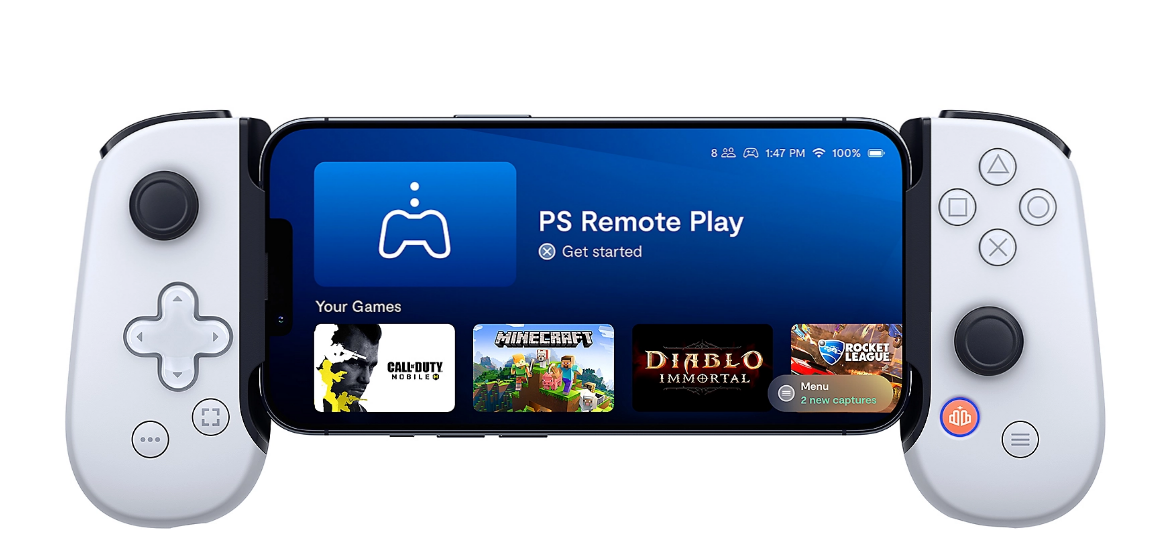 8 1:47 PM 100%
PS Remote Play
Get started
Your Games
CALL OF DUTY
MOBILE
MINECRAFT
DIABLO
IMMORTAL
ROCKET
LEAGUE
Menu
2 new captures